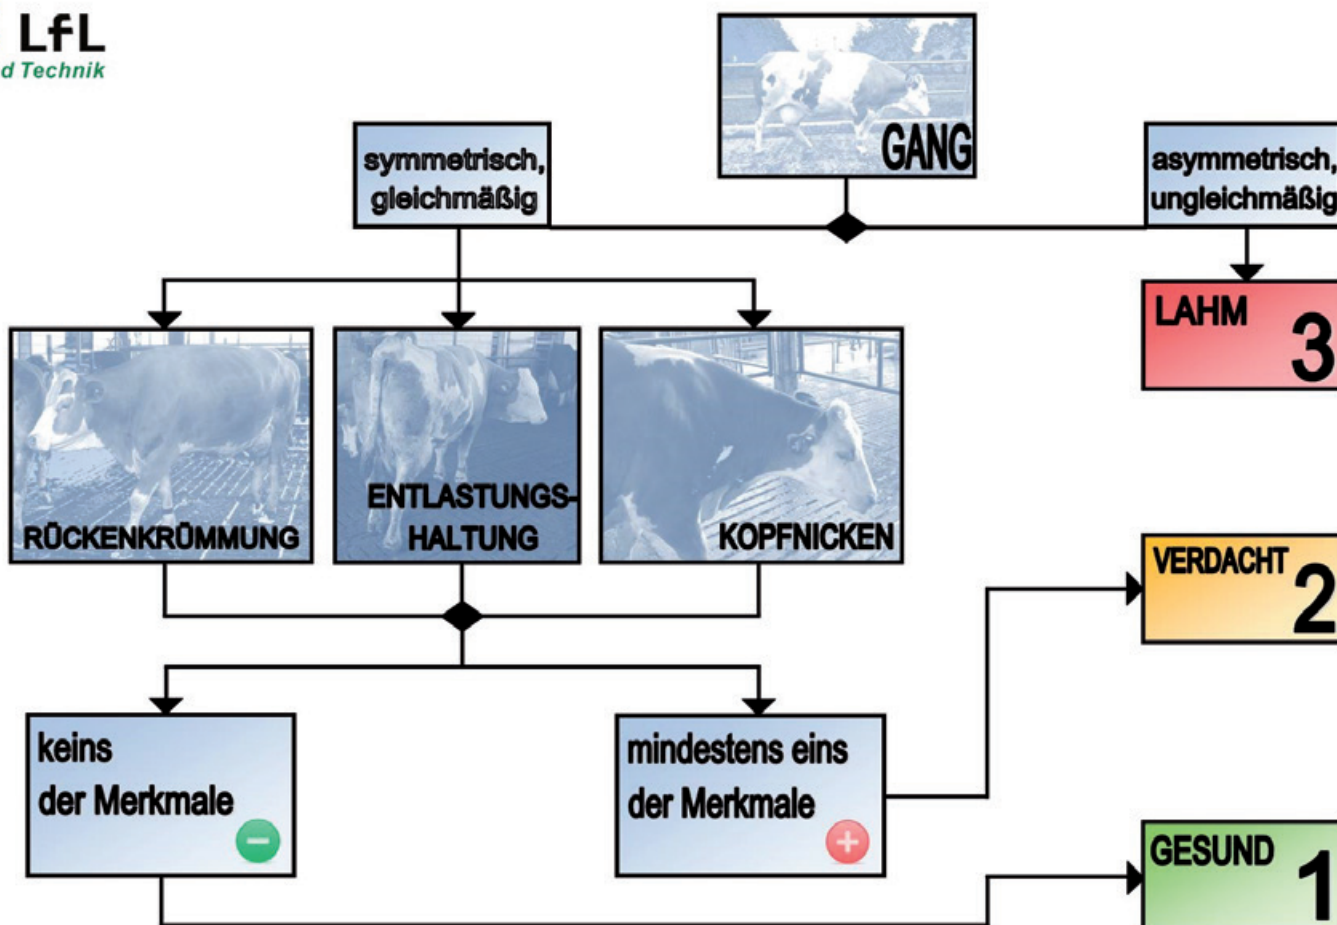 LfL
d Technik
GANG
symmetrisch,
gleichmäßig
asymmetrisch,
ungleichmäßig
LAHM
3
RÜCKENKRÜMMUNG
ENTLASTUNGS-
HALTUNG
KOPFNICKEN
VERDACHT
2
keins
der Merkmale
mindestens eins
der Merkmale
GESUND
1